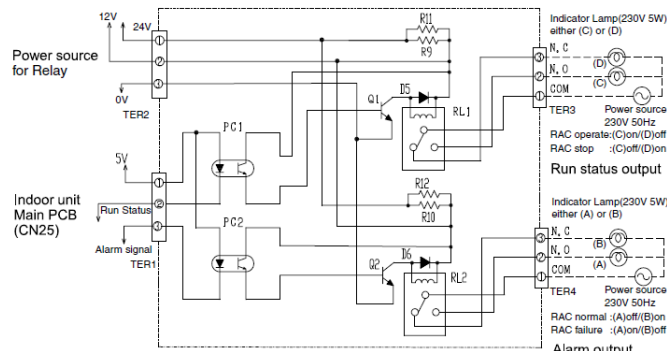 12V 24V
Power source
for Relay
0V
TER2
3
2
1
R11
R9
D5
Q1
RL1
PC1
5V
Indoor unit
Main PCB
(CN25)
Run Status
Alarm signal
TER1
1
2
PC2
R12
R10
D6
Q2
RL2
Indicator Lamp(230V 5W)
either (C) or (D)
3 N.C
(D)
2 N.O
(C)
1 COM
TER3
Power source
230V 50Hz
RAC operate:(C)on/(D)off
RAC stop :(C)off/(D)on
Run status output
Indicator Lamp(230V 5W)
either (A) or (B)
3 N.C
(B)
2 N.O
(A)
1 COM
TER4
Power source
230V 50Hz
RAC normal :(A)off/(B)on
RAC failure :(A)on/(B)off
Alarm output